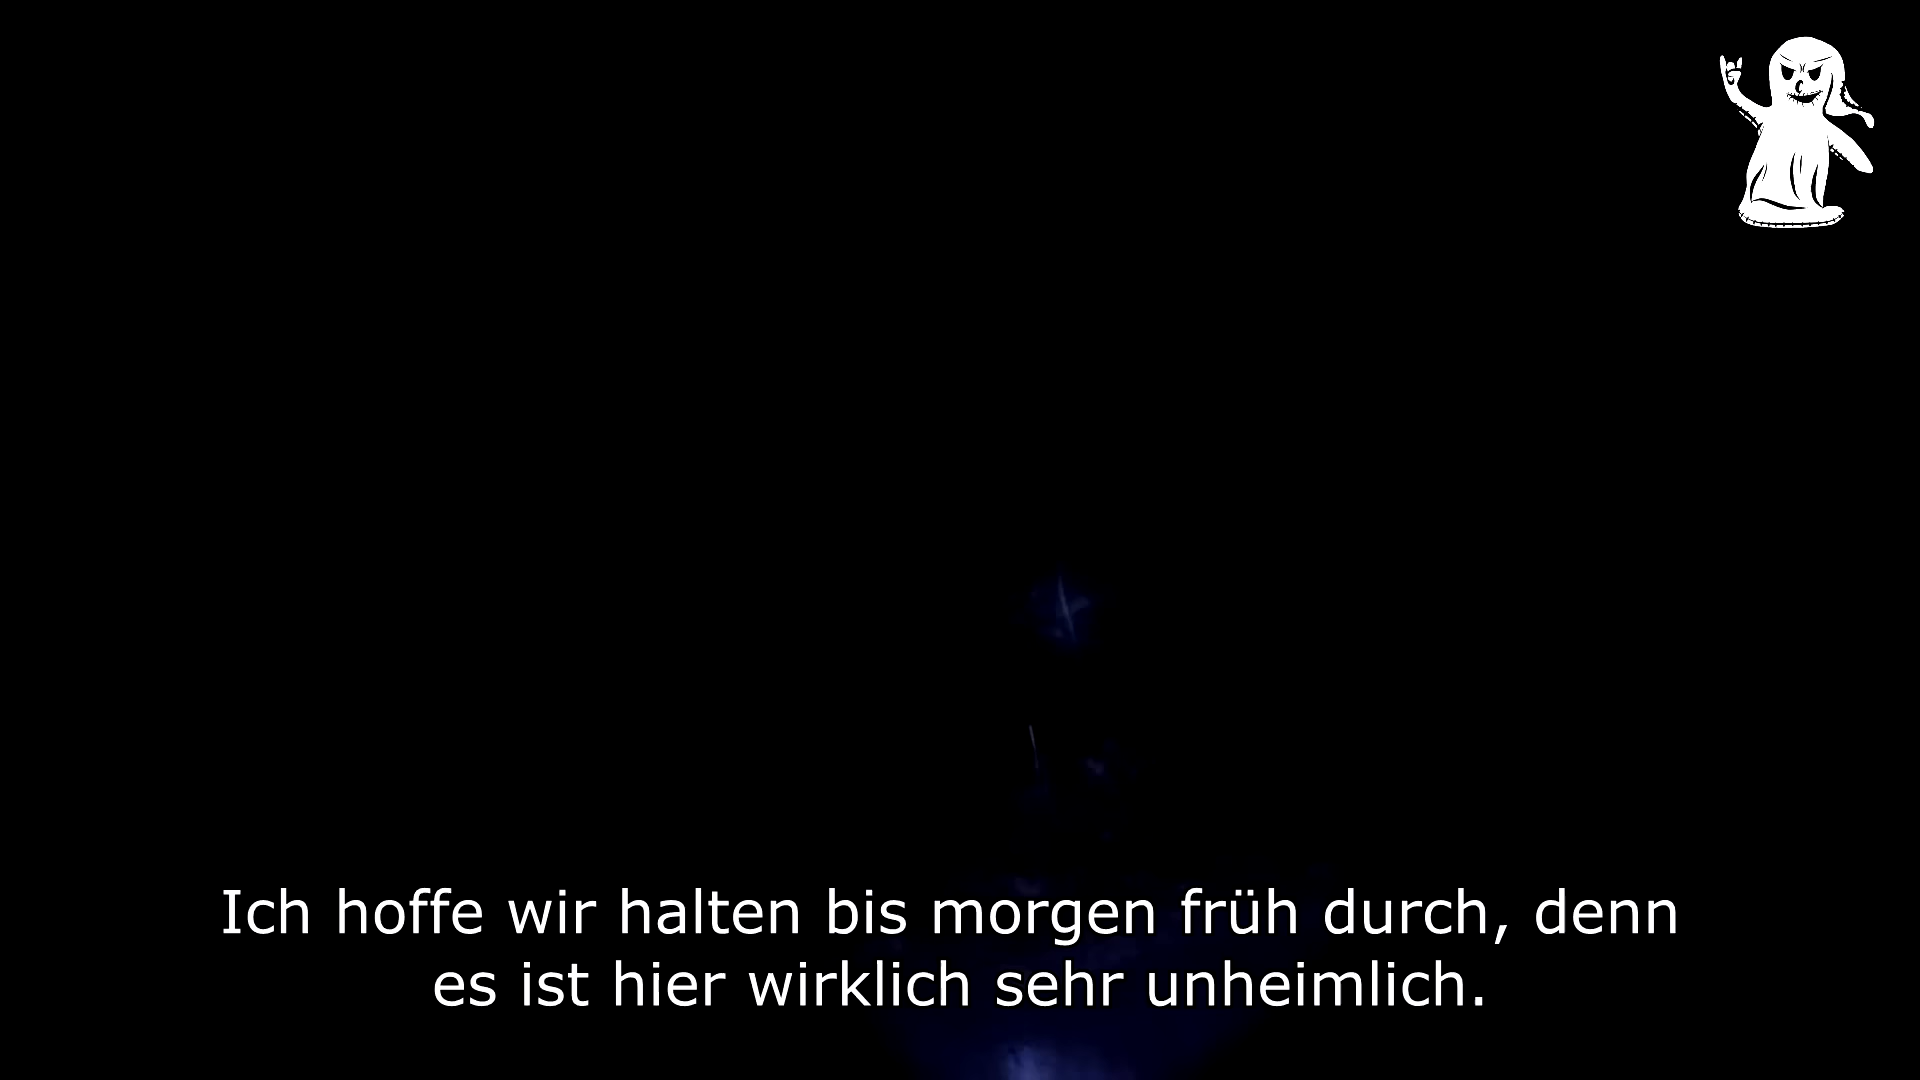 Ich hoffe wir halten bis morgen früh durch, denn
es ist hier wirklich sehr unheimlich.